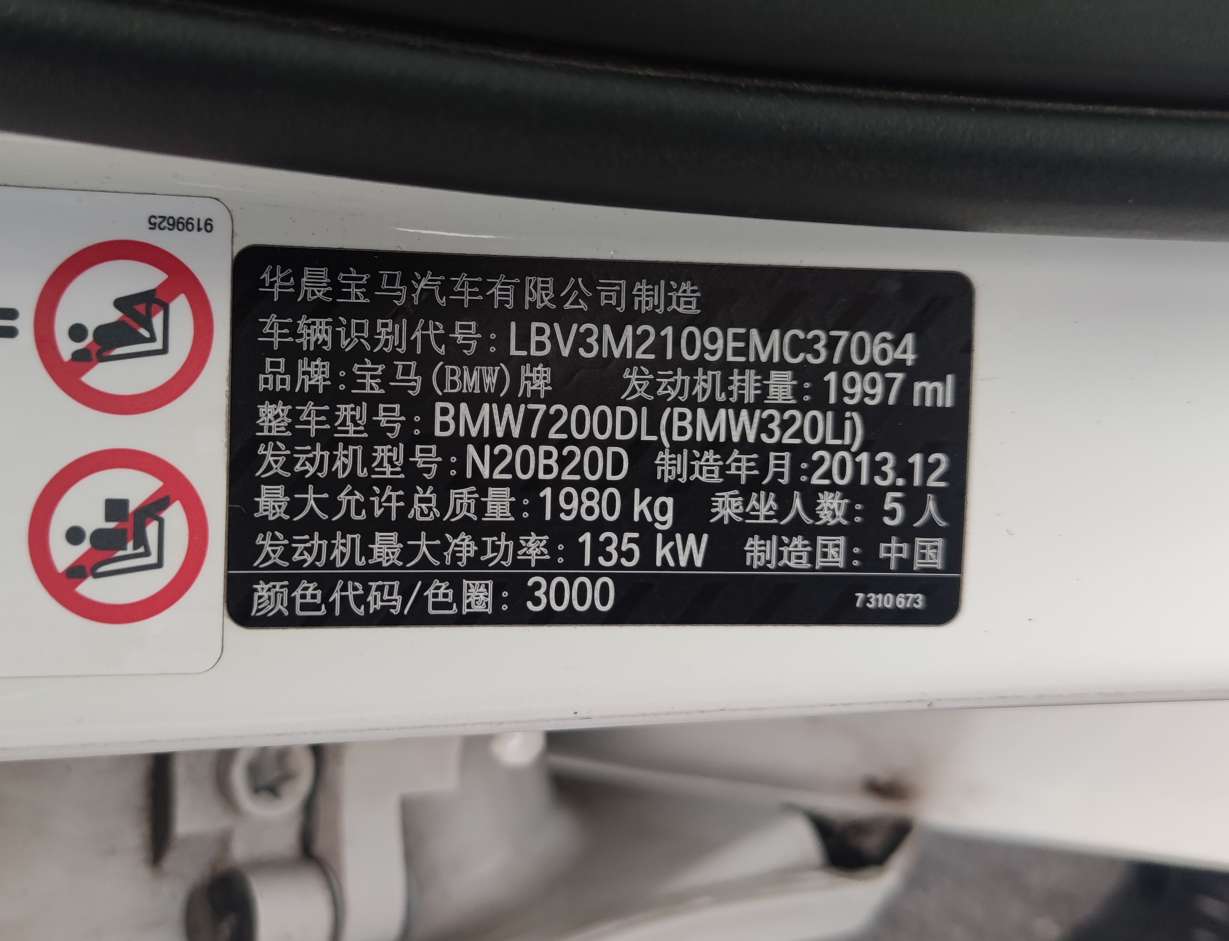 9199625
华晨宝马汽车有限公司制造
车辆识别代号:LBV3M2109EMC37064
品牌:宝马(BMW)牌 发动机排量:1997 ml
整车型号:BMW7200DL(BMW320Li)
发动机型号:N20B20D 制造年月:2013.12
最大允许总质量:1980 kg 乘坐人数: 5 人
发动机最大净功率:135 kW 制造国: 中国
颜色代码/色圈: 3000 7 310 673